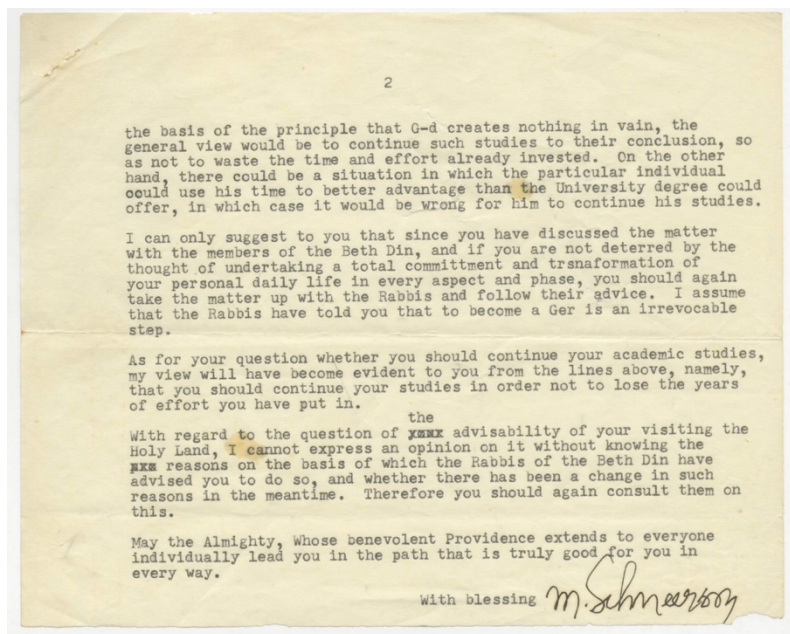 2
the basis of the principle that G-d creates nothing in vain, the
general view would be to continue such studies to their conclusion, so
as not to waste the time and effort already invested. On the other
hand, there could be a situation in which the particular individual
could use his time to better advantage than the University degree could
offer, in which case it would be wrong for him to continue his studies.
I can only suggest to you that since you have discussed the matter
with the members of the Beth Din, and if you are not deterred by the
thought of undertaking a total committment and trsnaformation of
your personal daily life in every aspect and phase, you should again
take the matter up with the Rabbis and follow their advice. I assume
that the Rabbis have told you that to become a Ger is an irrevocable
step.
As for your question whether you should continue your academic studies,
my view will have become evident to you from the lines above, namely,
that you should continue your studies in order not to lose the years
of effort you have put in.
the
With regard to the question of advisability of your visiting the
Holy Land, I cannot express an opinion on it without knowing the
reasons on the basis of which the Rabbis of the Beth Din have
advised you to do so, and whether there has been a change in such
reasons in the meantime. Therefore you should again consult them on
this.
May the Almighty, Whose benevolent Providence extends to everyone
individually lead you in the path that is truly good for you in
every way.
With blessing M. Schneerson